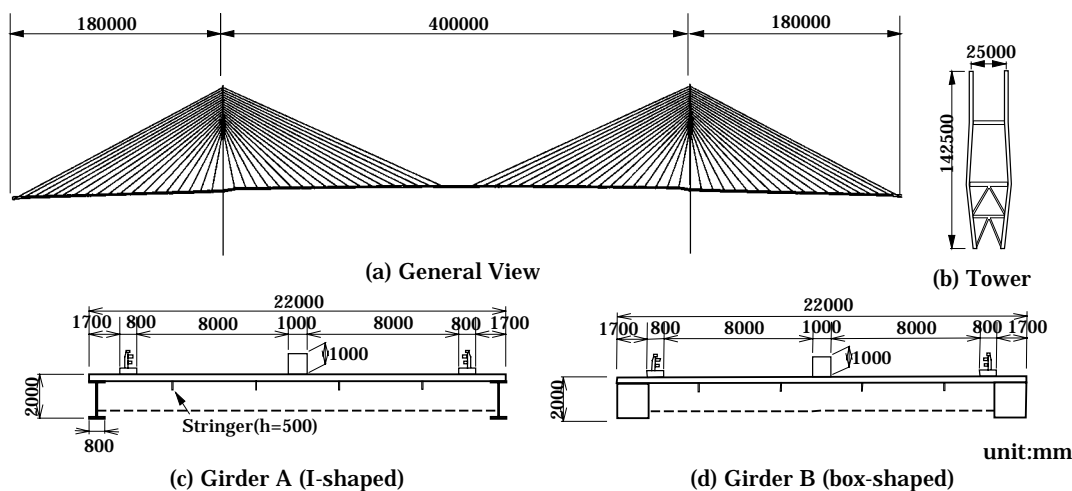 180000 400000 180000
25000
142500
(a) General View
(b) Tower
22000
1700 800 8000 1000 8000 800 1700
1000
2000
Stringer(h=500)
800
(c) Girder A (I-shaped)
22000
1700 800 8000 1000 8000 800 1700
1000
2000
(d) Girder B (box-shaped)
unit:mm